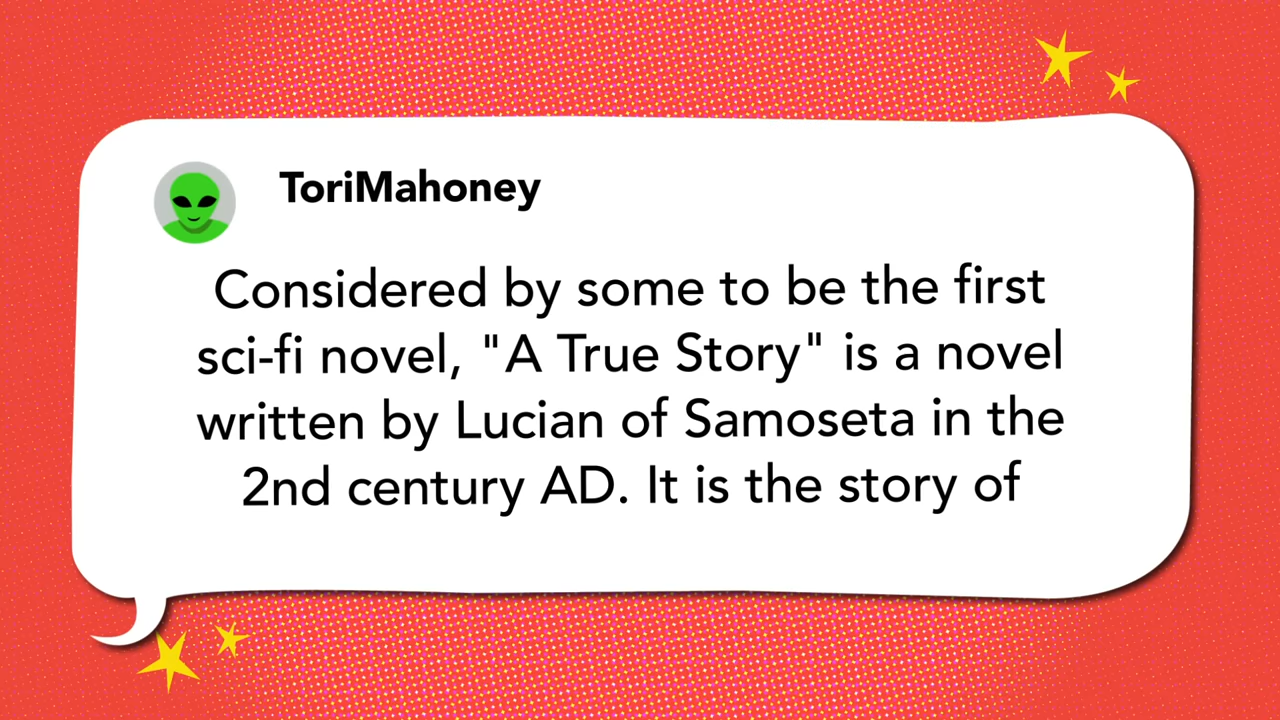 ToriMahoney
Considered by some to be the first
sci-fi novel, "A True Story" is a novel
written by Lucian of Samoseta in the
2nd century AD. It is the story of